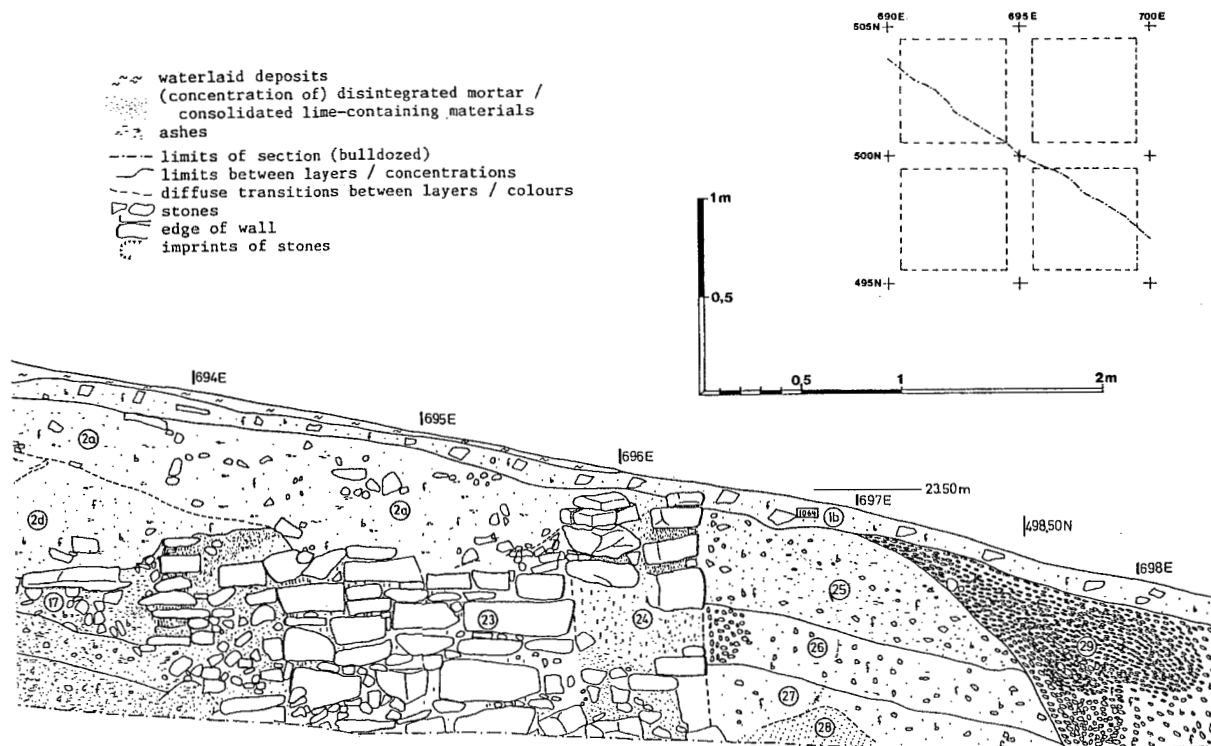 waterlaid deposits
(concentration of) disintegrated mortar /
consolidated lime-containing materials
ashes
limits of section (bulldozed)
limits between layers / concentrations
diffuse transitions between layers / colours
stones
edge of wall
imprints of stones
690E. 695E 700E
505N
500N
495N
1m
0,5
0,5 1 2m
694E
695E
696E
23.50m
697E
498,50N
698E
2a
2a
2d
1064
1b
17
23
24
25
26
27
28
29